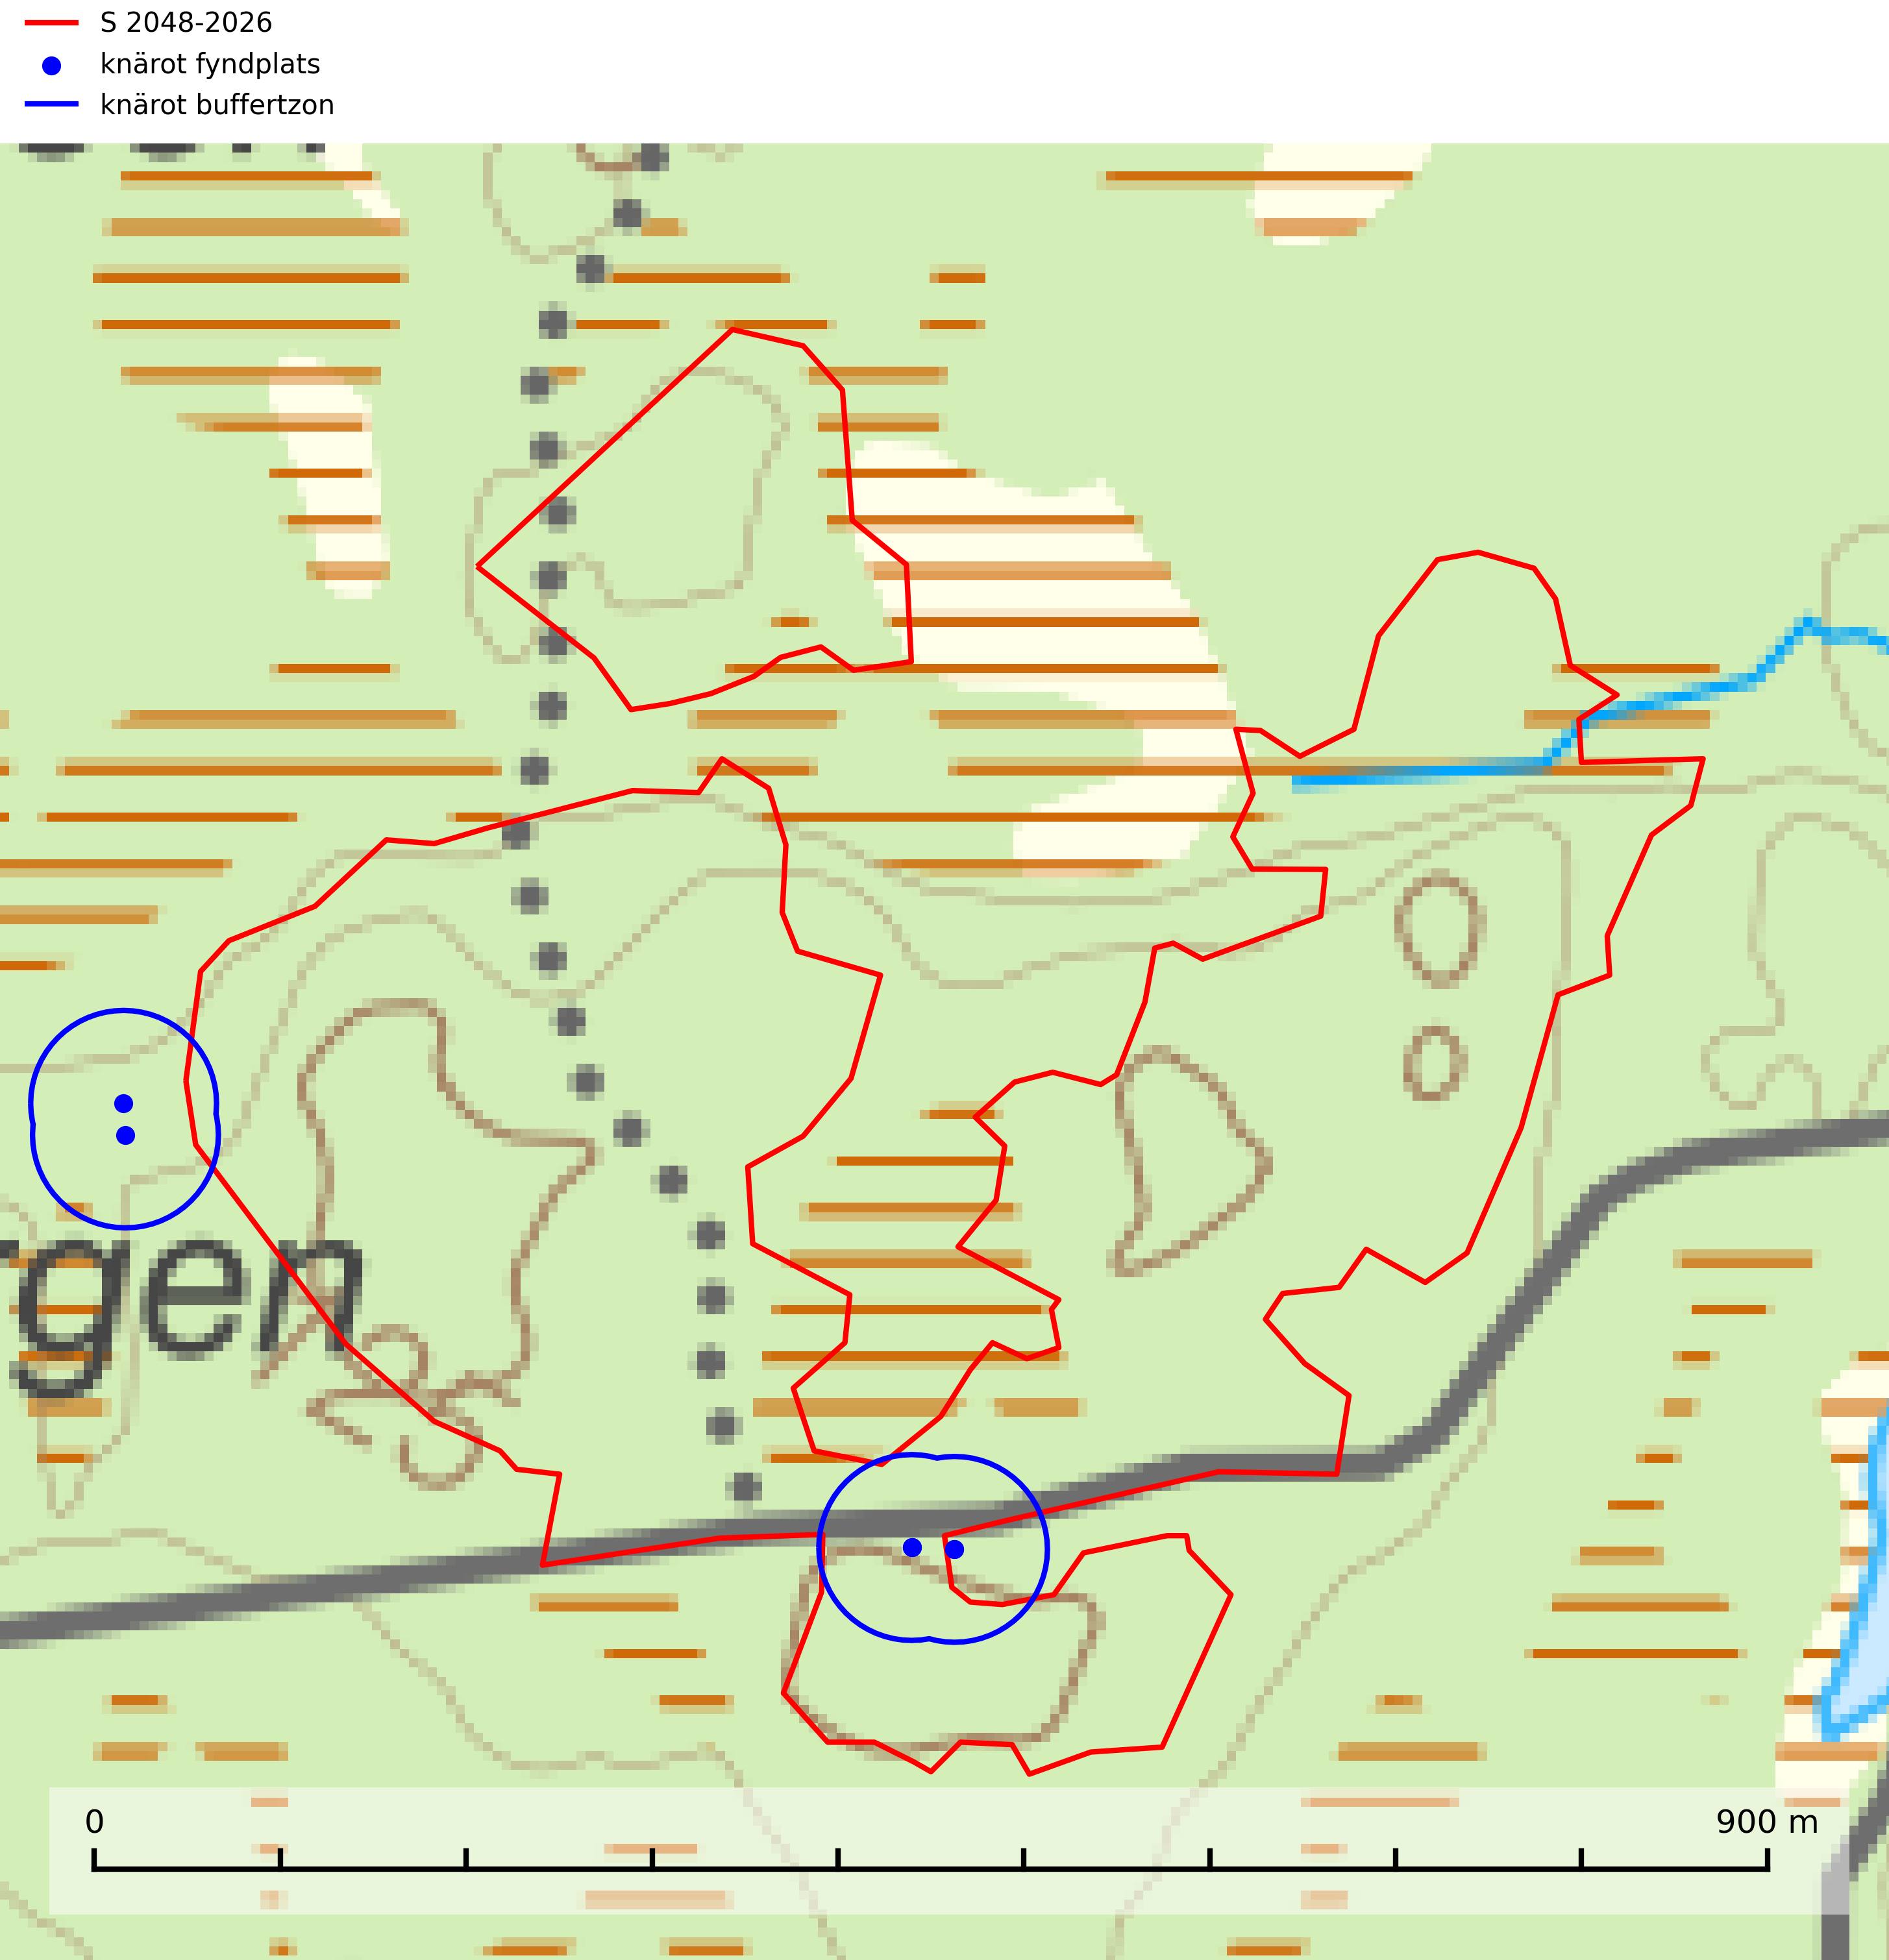 S 2048-2026
knärot fyndplats
knärot buffertzon
gen
0
900 m